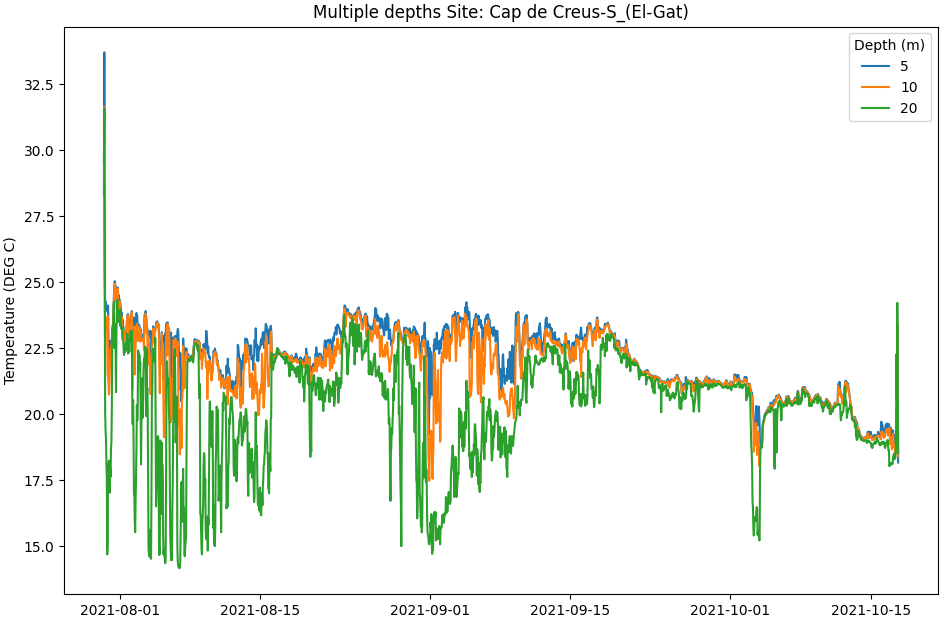 Multiple depths Site: Cap de Creus-S_(El-Gat)
Depth (m)
5
10
20
Temperature (DEG C)
32.5
30.0
27.5
25.0
22.5
20.0
17.5
15.0
2021-08-01 2021-08-15 2021-09-01 2021-09-15 2021-10-01 2021-10-15